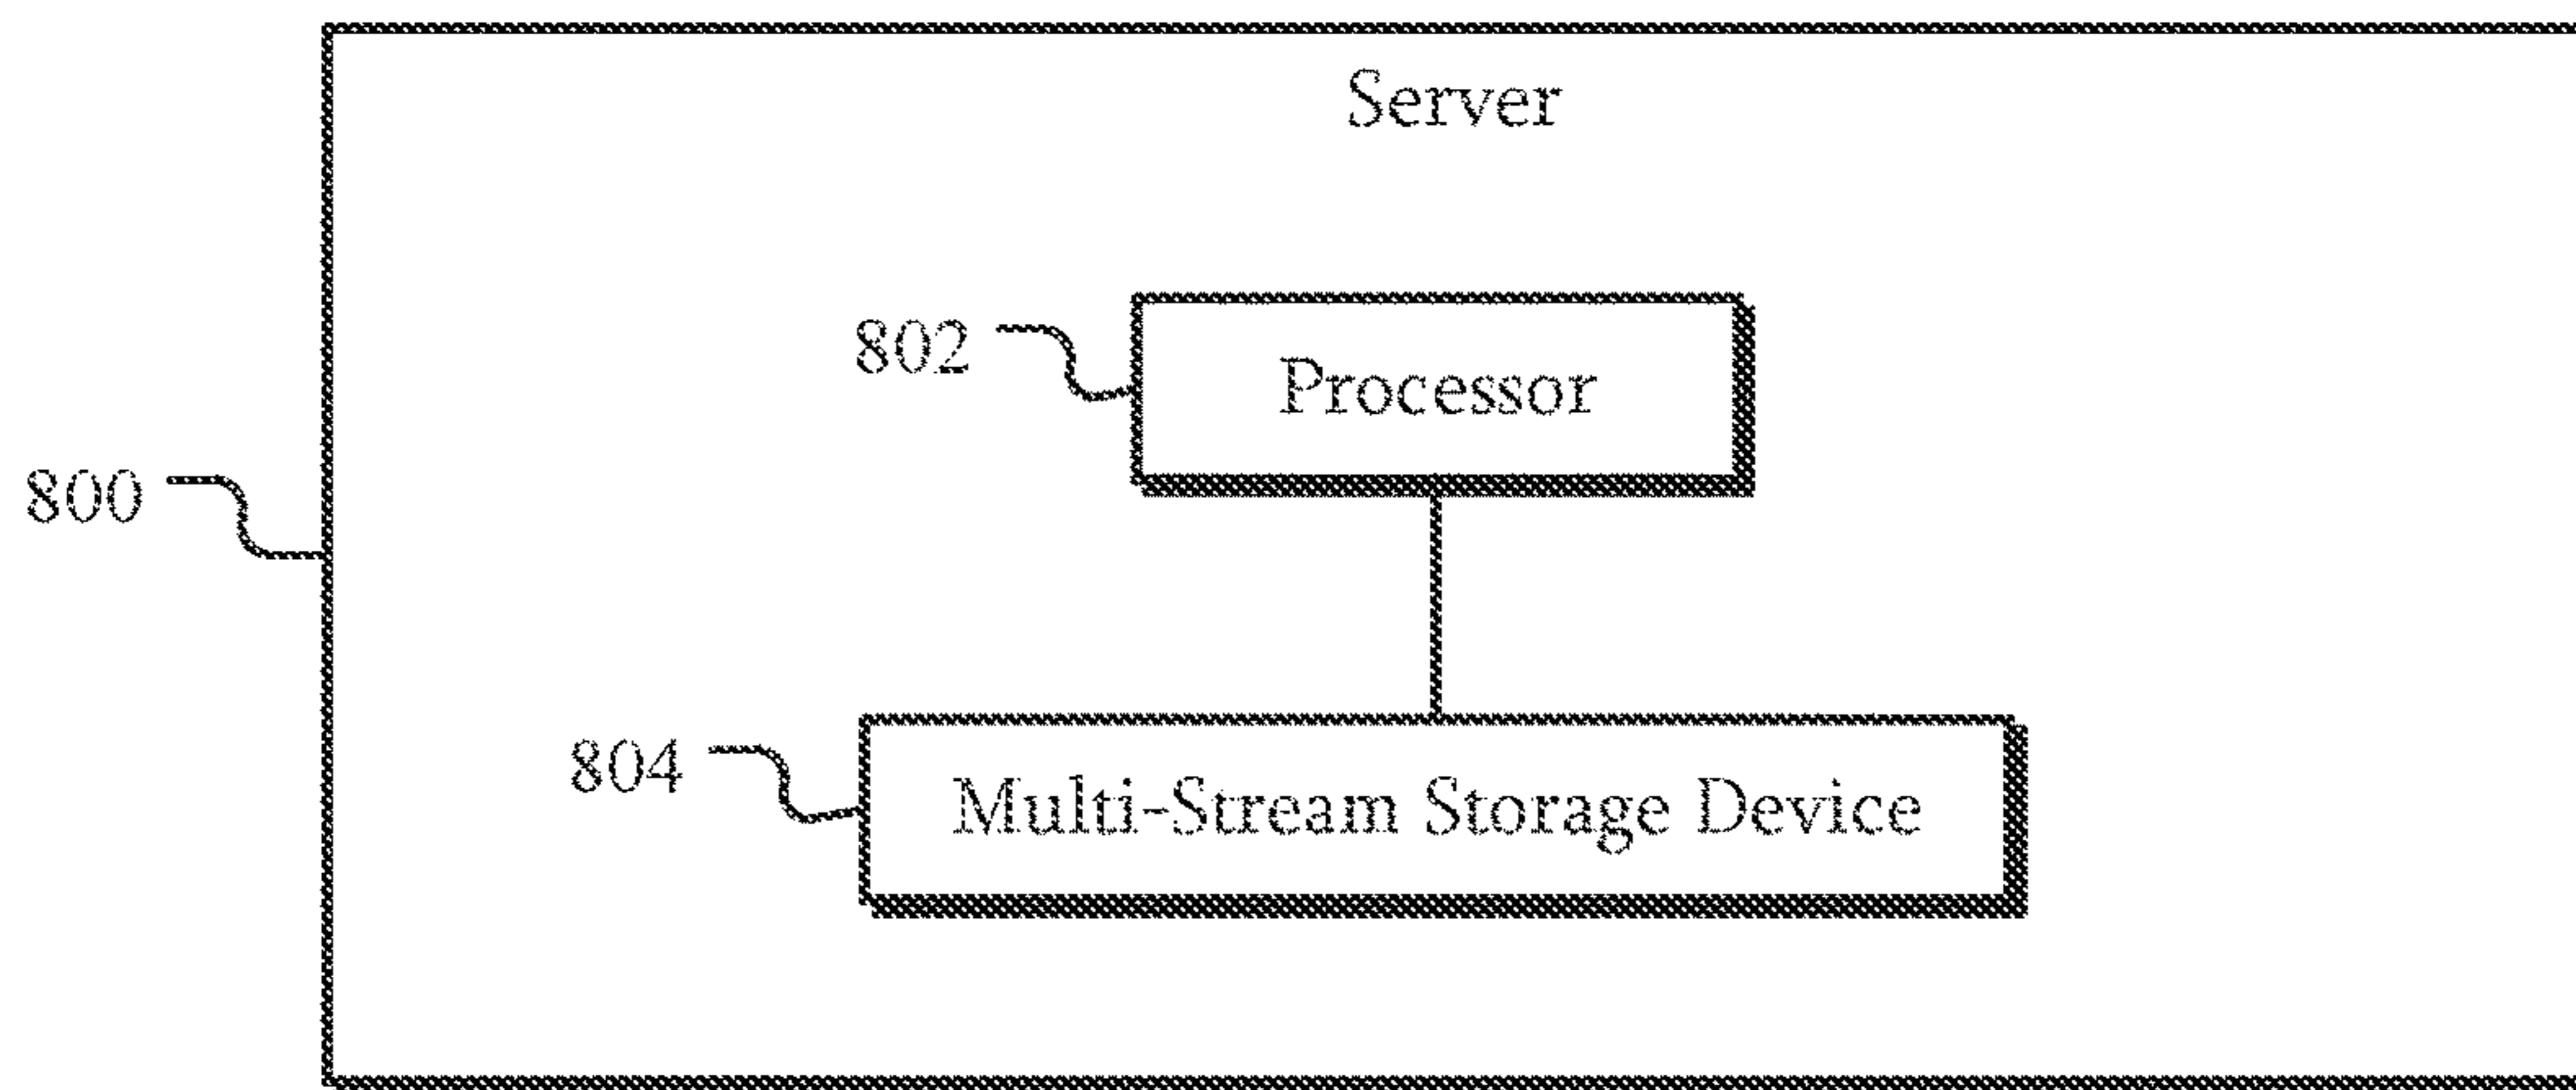 Server
802
Processor
800
804
Multi-Stream Storage Device